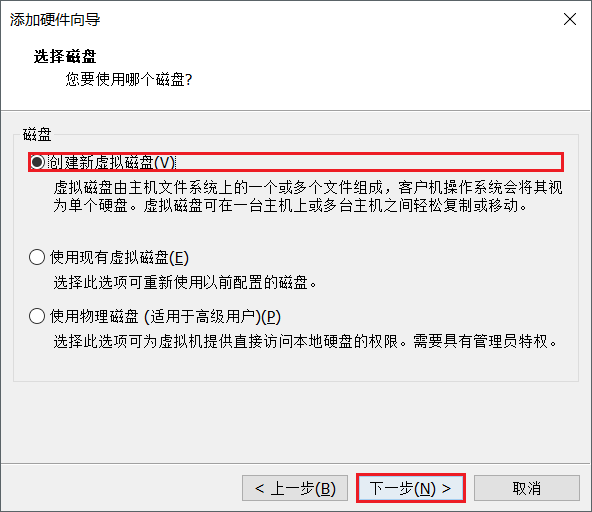 添加硬件向导
选择磁盘
您要使用哪个磁盘?
磁盘
创建新虚拟磁盘(V)
虚拟磁盘由主机文件系统上的一个或多个文件组成，客户机操作系统会将其视
为单个硬盘。虚拟磁盘可在一台主机上或多台主机之间轻松复制或移动。
使用现有虚拟磁盘(E)
选择此选项可重新使用以前配置的磁盘。
使用物理磁盘 (适用于高级用户)(P)
选择此选项可为虚拟机提供直接访问本地硬盘的权限。需要具有管理员特权。
< 上一步(B) 下一步(N) > 取消